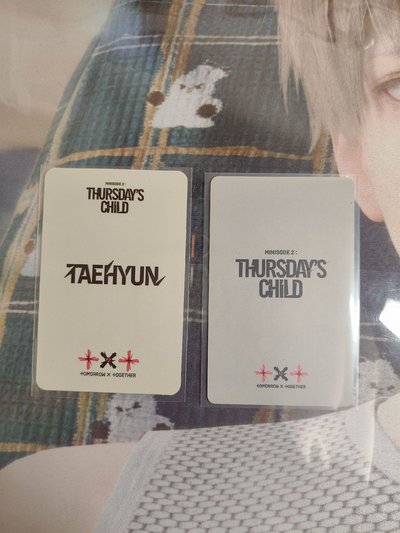 MINISODE 2:
THURSDAY'S
CHILD
TAEHYUN
TOMORROW X TOGETHER
MINISODE 2 :
THURSDAY'S
CHILD
TOMORROW X TOGETHER